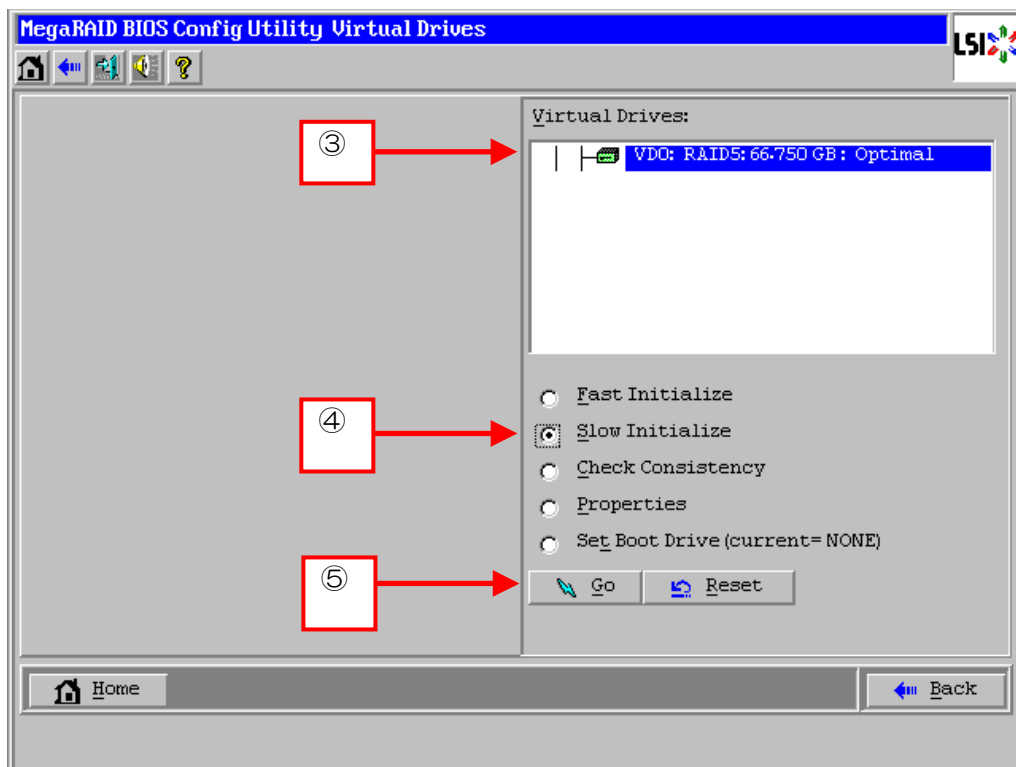 MegaRAID BIOS Config Utility Virtual Drives
LSI
Virtual Drives:
③
VD0: RAID5: 66.750 GB: Optimal
Fast Initialize
④
Slow Initialize
Check Consistency
Properties
Set Boot Drive (current= NONE)
⑤
Go
Reset
Home
Back